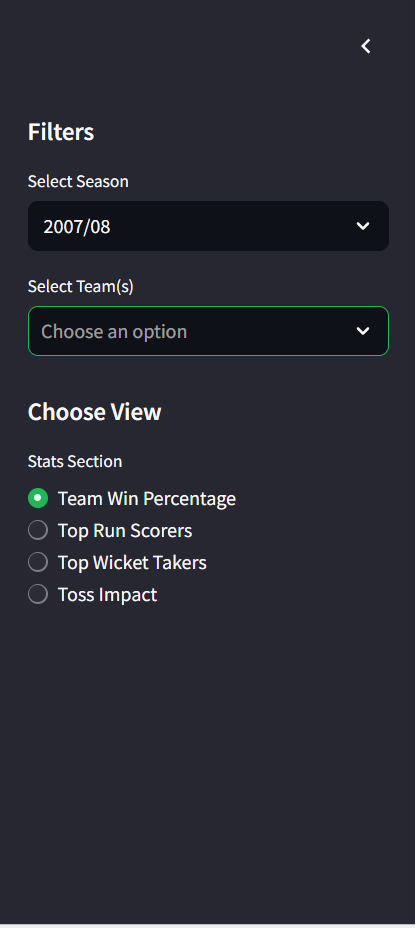 Filters
Select Season
2007/08
Select Team(s)
Choose an option
Choose View
Stats Section
Team Win Percentage
Top Run Scorers
Top Wicket Takers
Toss Impact